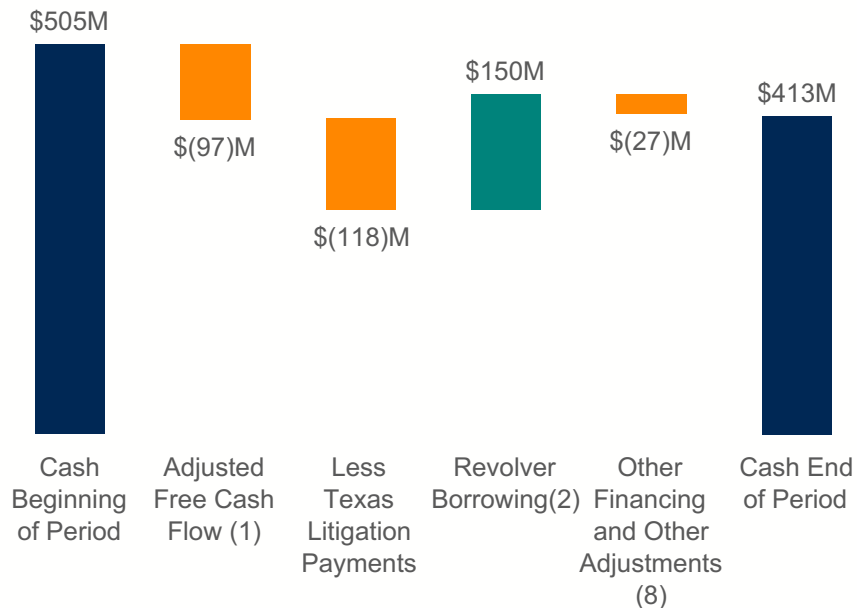 $505M
$(97)M
$(118)M
$150M
$(27)M
$413M
Cash
Beginning
of Period
Adjusted
Free Cash
Flow (1)
Less
Texas
Litigation
Payments
Revolver
Borrowing(2)
Other
Financing
and Other
Adjustments
(8)
Cash End
of Period